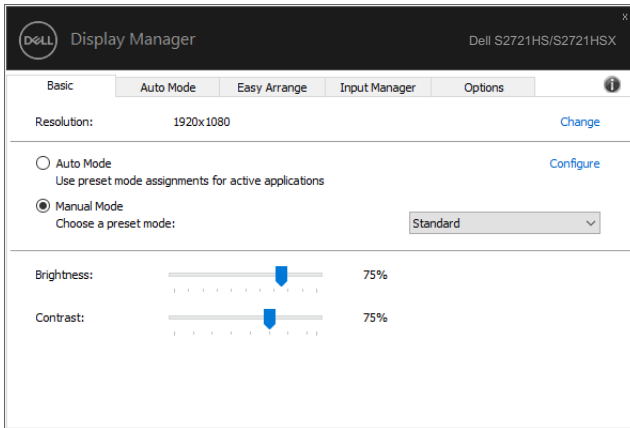 x
DELL Display Manager Dell S2721HS/S2721HSX
Basic Auto Mode Easy Arrange Input Manager Options i
Resolution: 1920x1080 Change
Auto Mode Configure
Use preset mode assignments for active applications
Manual Mode
Choose a preset mode: Standard
Brightness: 75%
Contrast: 75%